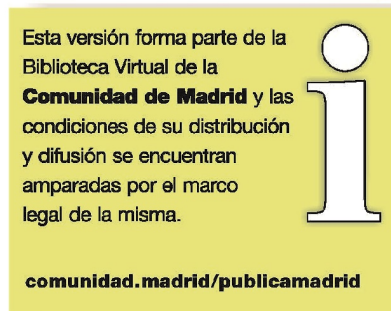 Esta versión forma parte de la
Biblioteca Virtual de la
Comunidad de Madrid y las
condiciones de su distribución
y difusión se encuentran
amparadas por el marco
legal de la misma.
i
comunidad.madrid/publicamadrid